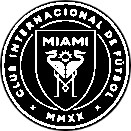 CLUB INTERNACIONAL DE FÚTBOL
MIAMI
MMXX